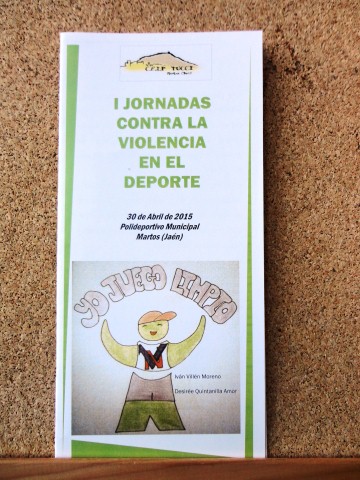 C.E.I.P. TUCCI
I JORNADAS
CONTRA LA
VIOLENCIA
EN EL
DEPORTE
30 de Abril de 2015
Polideportivo Municipal
Martos (Jaén)
YO JUEGO LIMPIO
Iván Villén Moreno
Desirée Quintanilla Amor